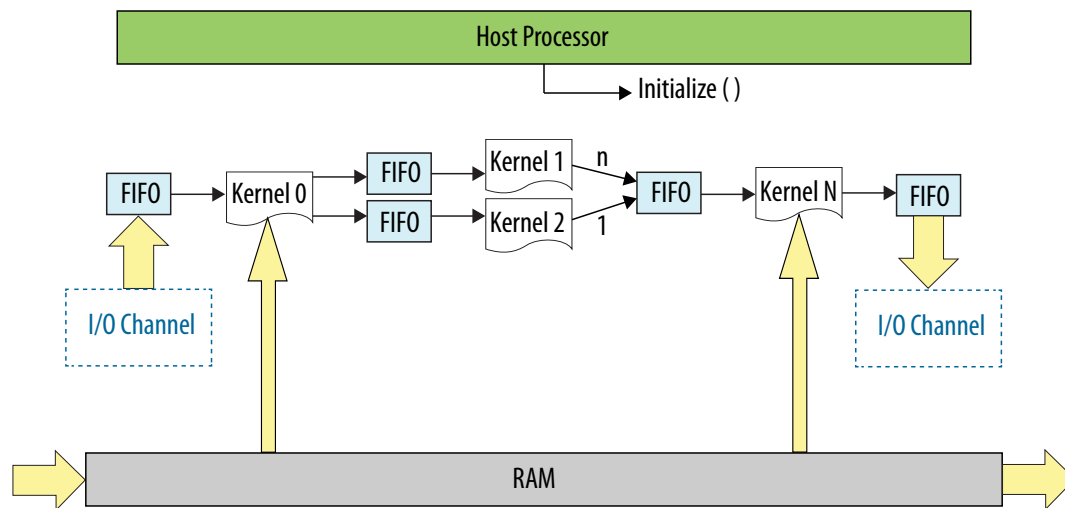 Host Processor
Initialize ( )
FIFO
Kernel 0
FIFO
FIFO
Kernel 1
Kernel 2
n
1
FIFO
Kernel N
FIFO
I/O Channel
I/O Channel
RAM